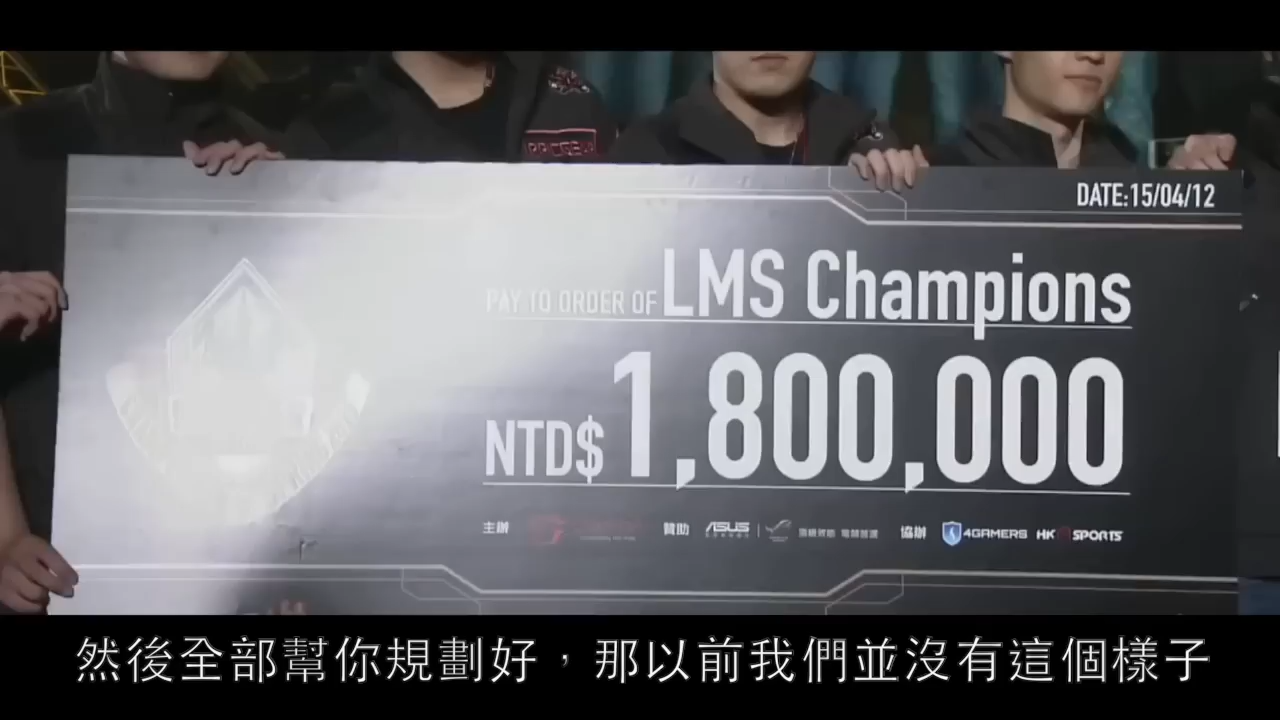 DATE:15/04/12
PAY TO ORDER OF LMS Champions
NTD$ 1,800,000
主辦 贊助 ASUS 協辦 4GAMERS HK SPORTS
然後全部幫你規劃好，那以前我們並沒有這個樣子